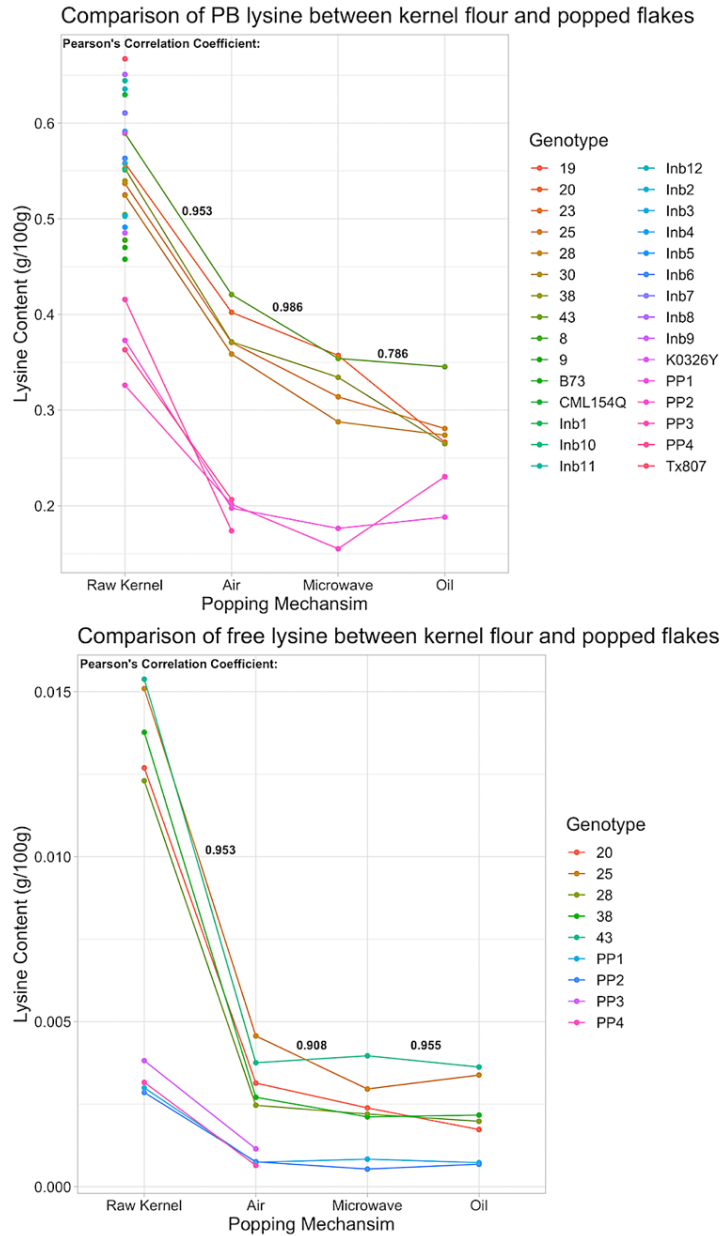 Comparison of PB lysine between kernel flour and popped flakes
Pearson's Correlation Coefficient:
0.953
0.986
0.786
0.6
0.5
0.4
0.3
0.2
Lysine Content (g/100g)
Raw Kernel Air Microwave Oil
Popping Mechansim
Genotype
19 Inb12
20 Inb2
23 Inb3
25 Inb4
28 Inb5
30 Inb6
38 Inb7
43 Inb8
8 Inb9
9 K0326Y
B73 PP1
CML154Q PP2
Inb1 PP3
Inb10 PP4
Inb11 Tx807
Comparison of free lysine between kernel flour and popped flakes
Pearson's Correlation Coefficient:
0.953
0.908
0.955
0.015
0.010
0.005
0.000
Lysine Content (g/100g)
Raw Kernel Air Microwave Oil
Popping Mechansim
Genotype
20
25
28
38
43
PP1
PP2
PP3
PP4